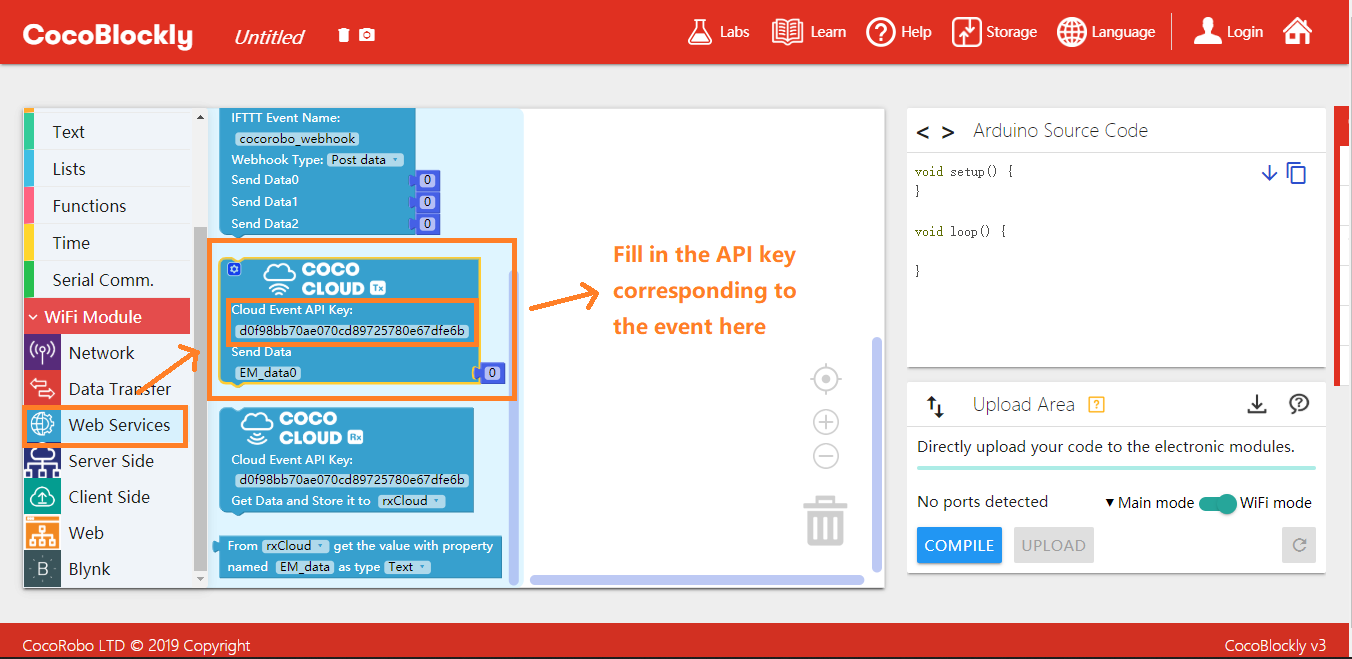 CocoBlockly
Untitled
Labs
Learn
Help
Storage
Language
Login
Text
Lists
Functions
Time
Serial Comm.
WiFi Module
Network
Data Transfer
Web Services
Server Side
Client Side
Web
B
Blynk
IFTTT Event Name:
cocorobo_webhook
Webhook Type: Post data
Send Data0 0
Send Data1 0
Send Data2 0
COCO
CLOUD Tx
Cloud Event API Key:
d0f98bb70ae070cd89725780e67dfe6b
Send Data
EM_data0 0
COCO
CLOUD Rx
Cloud Event API Key:
d0f98bb70ae070cd89725780e67dfe6b
Get Data and Store it to rxCloud
From rxCloud get the value with property
named EM_data as type Text
Fill in the API key
corresponding to
the event here
< > Arduino Source Code
void setup() {
}
void loop() {
}
Upload Area ?
Directly upload your code to the electronic modules.
No ports detected
Main mode WiFi mode
COMPILE UPLOAD
CocoRobo LTD © 2019 Copyright
CocoBlockly v3